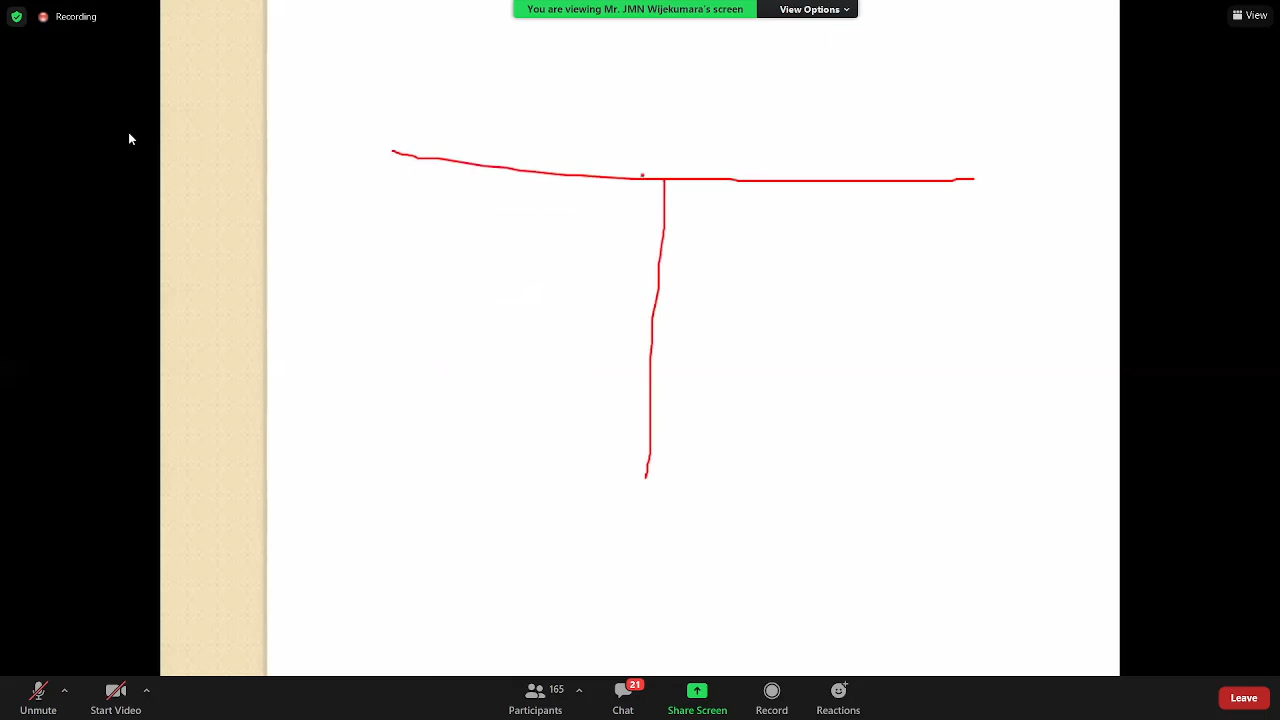 Recording
You are viewing Mr. JMN Wijekumara's screen
View Options
View
Unmute
Start Video
165
Participants
21
Chat
Share Screen
Record
Reactions
Leave